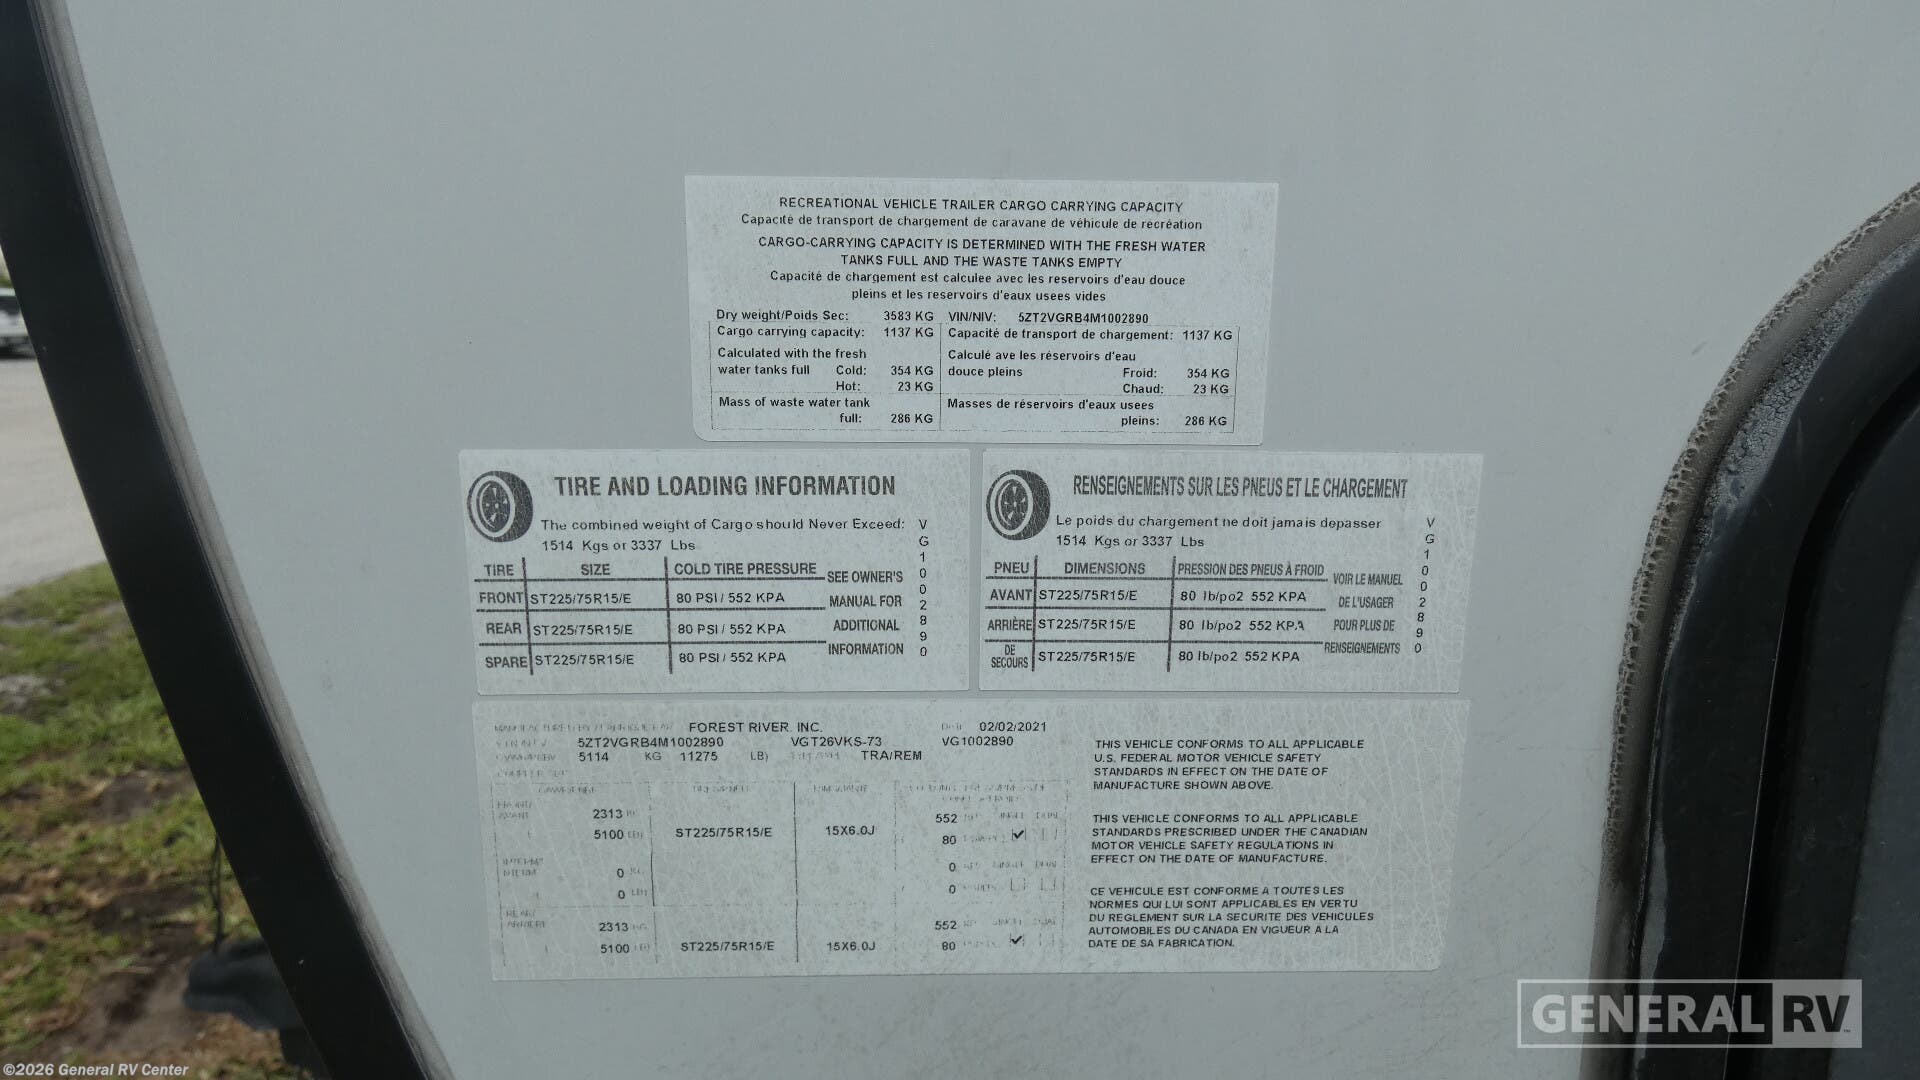 RECREATIONAL VEHICLE TRAILER CARGO CARRYING CAPACITY
Capacité de transport de chargement de caravane de véhicule de récréation
CARGO-CARRYING CAPACITY IS DETERMINED WITH THE FRESH WATER
TANKS FULL AND THE WASTE TANKS EMPTY
Capacité de chargement est calculee avec les reservoirs d'eau douce
pleins et les reservoirs d'eaux usees vides
Dry weight/Poids Sec: 3583 KG VIN/NIV: 5ZT2VGRB4M1002890
Cargo carrying capacity: 1137 KG Capacité de transport de chargement: 1137 KG
Calculated with the fresh Calculé ave les réservoirs d'eau
water tanks full Cold: 354 KG douce pleins Froid: 354 KG
Hot: 23 KG Chaud: 23 KG
Mass of waste water tank Masses de réservoirs d'eaux usees
full: 286 KG pleins: 286 KG
TIRE AND LOADING INFORMATION
The combined weight of Cargo should Never Exceed:
1514 Kgs or 3337 Lbs
TIRE SIZE COLD TIRE PRESSURE
FRONT ST225/75R15/E 80 PSI / 552 KPA
REAR ST225/75R15/E 80 PSI / 552 KPA
SPARE ST225/75R15/E 80 PSI / 552 KPA
SEE OWNER'S
MANUAL FOR
ADDITIONAL
INFORMATION
VG1002890
RENSEIGNEMENTS SUR LES PNEUS ET LE CHARGEMENT
Le poids du chargement ne doit jamais depasser
1514 Kgs or 3337 Lbs
PNEU DIMENSIONS PRESSION DES PNEUS À FROID
AVANT ST225/75R15/E 80 lb/po2 552 KPA
ARRIÈRE ST225/75R15/E 80 lb/po2 552 KPA
DE
SECOURS ST225/75R15/E 80 lb/po2 552 KPA
VOIR LE MANUEL
DE L'USAGER
POUR PLUS DE
RENSEIGNEMENTS
VG1002890
FOREST RIVER, INC. 02/02/2021
5ZT2VGRB4M1002890 VGT26VKS-73 VG1002890
5114 KG 11275 LB) TRA/REM
2313
5100 (LB) ST225/75R15/E 15X6.0J 552
80
0 KG
0 (LB)
0
0
2313 KG
5100 (LB) ST225/75R15/E 15X6.0J 552
80
THIS VEHICLE CONFORMS TO ALL APPLICABLE
U.S. FEDERAL MOTOR VEHICLE SAFETY
STANDARDS IN EFFECT ON THE DATE OF
MANUFACTURE SHOWN ABOVE.
THIS VEHICLE CONFORMS TO ALL APPLICABLE
STANDARDS PRESCRIBED UNDER THE CANADIAN
MOTOR VEHICLE SAFETY REGULATIONS IN
EFFECT ON THE DATE OF MANUFACTURE.
CE VEHICULE EST CONFORME A TOUTES LES
NORMES QUI LUI SONT APPLICABLES EN VERTU
DU REGLEMENT SUR LA SECURITE DES VEHICULES
AUTOMOBILES DU CANADA EN VIGUEUR A LA
DATE DE SA FABRICATION.
GENERAL RV
©2026 General RV Center